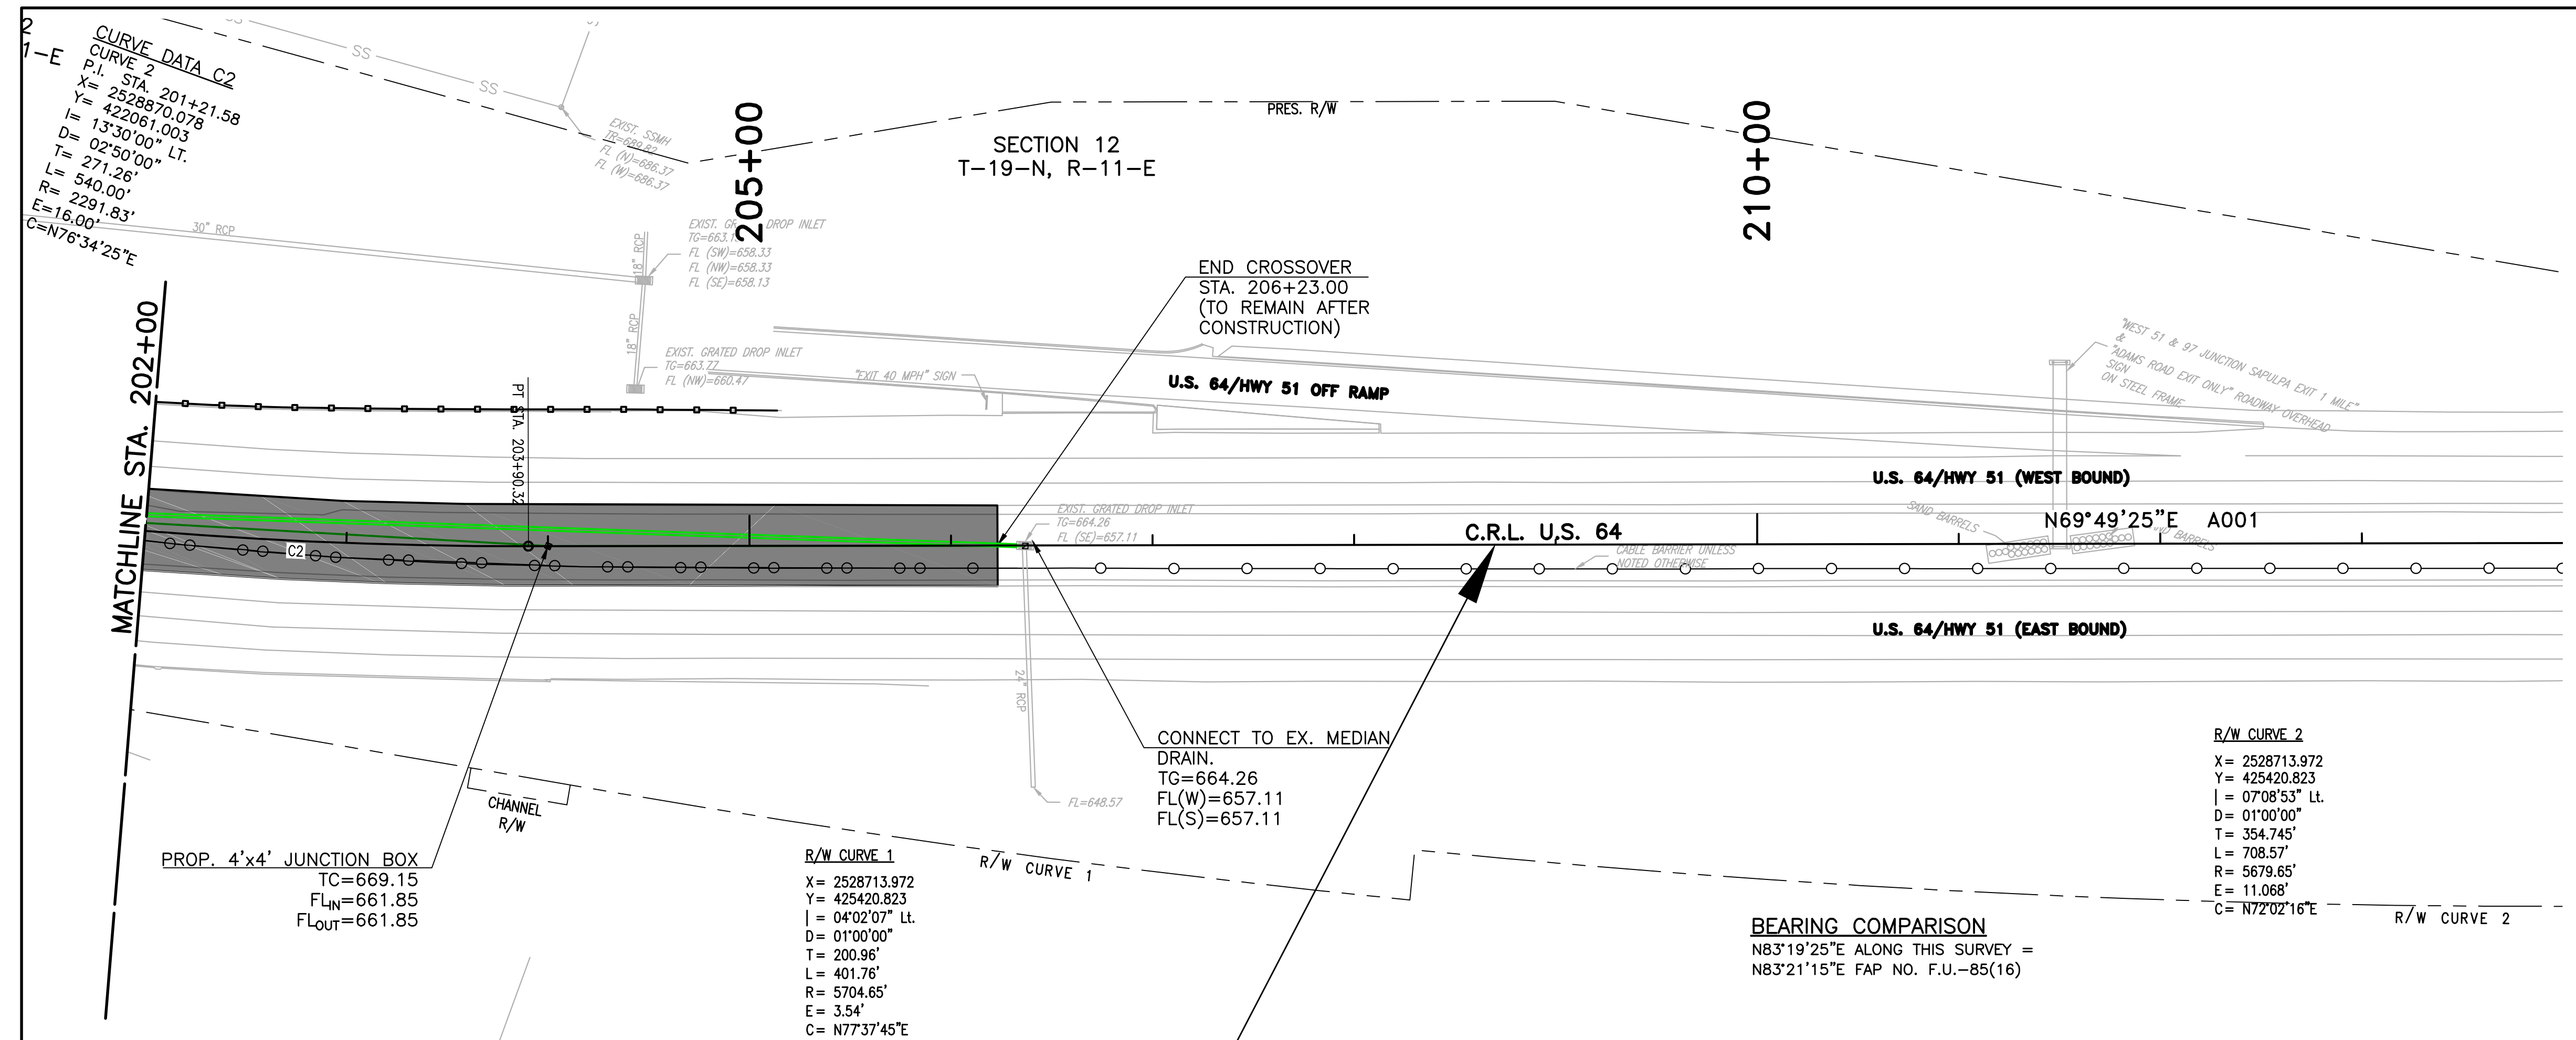 2
1-E
CURVE DATA C2
CURVE 2
P.I. STA. 201+21.58
X= 2528870.078
Y= 422061.003
I= 13°30'00" LT.
D= 02°50'00"
T= 271.26'
L= 540.00'
R= 2291.83'
E=16.00'
C=N76°34'25"E
SS
SS
SS
EXIST. SSMH
TR=689.82
FL (N)=686.37
FL (W)=686.37
205+00
SECTION 12
T-19-N, R-11-E
PRES. R/W
210+00
30" RCP
18" RCP
EXIST. GR DROP INLET
FL (SW)=658.33
FL (NW)=658.33
FL (SE)=658.13
18" RCP
EXIST. GRATED DROP INLET
TG=663.77
FL (NW)=660.47
END CROSSOVER
STA. 206+23.00
(TO REMAIN AFTER
CONSTRUCTION)
"EXIT 40 MPH" SIGN
U.S. 64/HWY 51 OFF RAMP
"WEST 51 & 97 JUNCTION SAPULPA EXIT 1 MILE"
&
"ADAMS ROAD EXIT ONLY" ROADWAY OVERHEAD
SIGN
ON STEEL FRAME
MATCHLINE STA. 202+00
PT STA. 203+90.32
U.S. 64/HWY 51 (WEST BOUND)
EXIST. GRATED DROP INLET
TG=664.26
FL (SE)=657.11
C.R.L. U.S. 64
SAND BARRELS
N69°49'25"E A001
BARRELS
C2
CABLE BARRIER UNLESS
NOTED OTHERWISE
U.S. 64/HWY 51 (EAST BOUND)
24" RCP
FL=648.57
CONNECT TO EX. MEDIAN
DRAIN.
TG=664.26
FL(W)=657.11
FL(S)=657.11
CHANNEL
R/W
PROP. 4'x4' JUNCTION BOX
TC=669.15
FLIN=661.85
FLOUT=661.85
R/W CURVE 1
X= 2528713.972
Y= 425420.823
| = 04°02'07" Lt.
D= 01°00'00"
T= 200.96'
L= 401.76'
R= 5704.65'
E= 3.54'
C= N77°37'45"E
R/W CURVE 1
R/W CURVE 2
X= 2528713.972
Y= 425420.823
| = 07°08'53" Lt.
D= 01°00'00"
T= 354.745'
L= 708.57'
R= 5679.65'
E= 11.068'
C= N72°02'16"E
R/W CURVE 2
BEARING COMPARISON
N83°19'25"E ALONG THIS SURVEY =
N83°21'15"E FAP NO. F.U.-85(16)